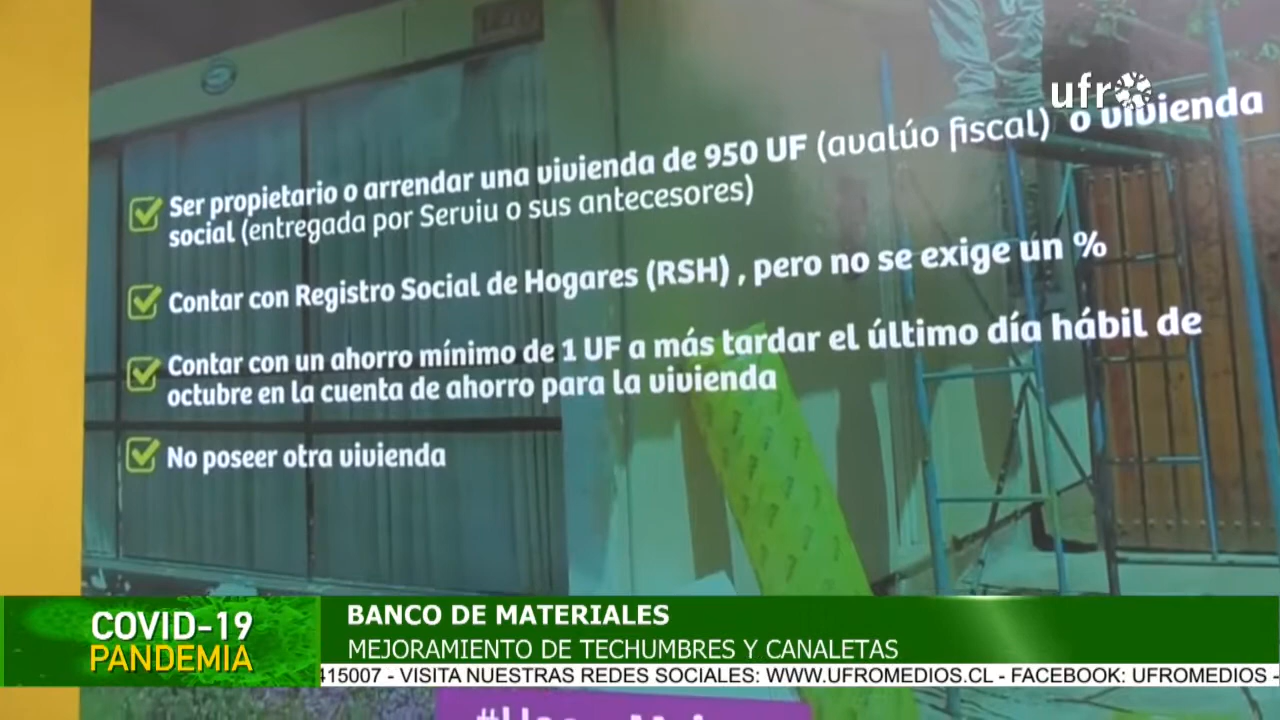 ufro
Ser propietario o arrendar una vivienda de 950 UF (avalúo fiscal) o vivienda
social (entregada por Serviu o sus antecesores)
Contar con Registro Social de Hogares (RSH) , pero no se exige un %
Contar con un ahorro mínimo de 1 UF a más tardar el último día hábil de
octubre en la cuenta de ahorro para la vivienda
No poseer otra vivienda
COVID-19
PANDEMIA
BANCO DE MATERIALES
MEJORAMIENTO DE TECHUMBRES Y CANALETAS
415007 - VISITA NUESTRAS REDES SOCIALES: WWW.UFROMEDIOS.CL - FACEBOOK: UFROMEDIOS -